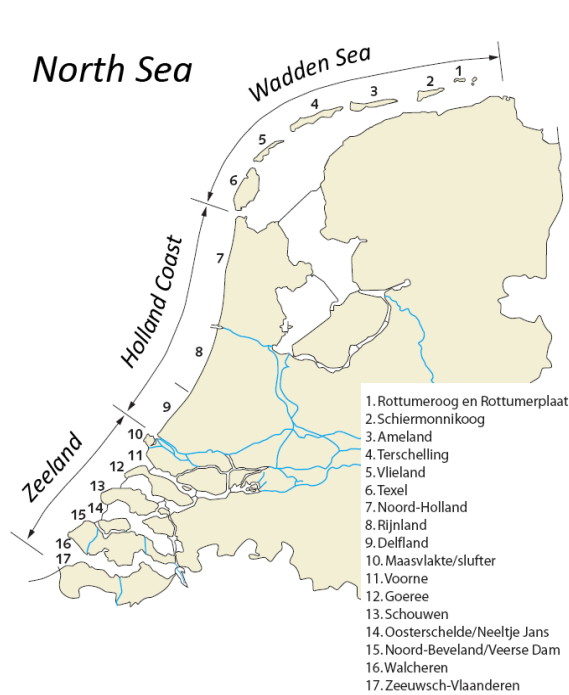 North Sea
Wadden Sea
1
2
3
4
5
6
Holland Coast
7
8
9
Zeeland
10
11
12
13
14
15
16
17
1. Rottumeroog en Rottumerplaat
2. Schiermonnikoog
3. Ameland
4. Terschelling
5. Vlieland
6. Texel
7. Noord-Holland
8. Rijnland
9. Delfland
10. Maasvlakte/slufter
11. Voorne
12. Goeree
13. Schouwen
14. Oosterschelde/Neeltje Jans
15. Noord-Beveland/Veerse Dam
16. Walcheren
17. Zeeuwsch-Vlaanderen